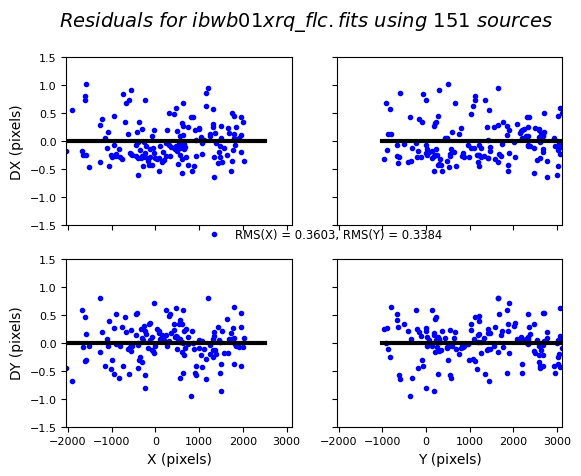 Residuals for ibwb01xrq_flc.fits using 151 sources
DX (pixels)
1.5
1.0
0.5
0.0
−0.5
−1.0
−1.5
RMS(X) = 0.3603, RMS(Y) = 0.3384
DY (pixels)
1.5
1.0
0.5
0.0
−0.5
−1.0
−1.5
−2000 −1000 0 1000 2000 3000
−2000 −1000 0 1000 2000 3000
X (pixels)
Y (pixels)